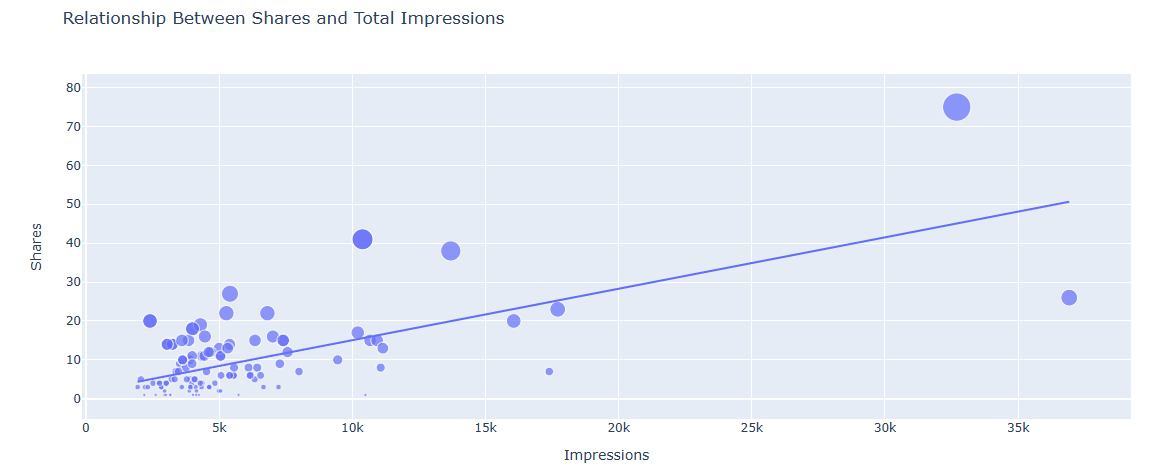 Relationship Between Shares and Total Impressions
80
70
60
50
40
30
20
10
0
Shares
0 5k 10k 15k 20k 25k 30k 35k
Impressions